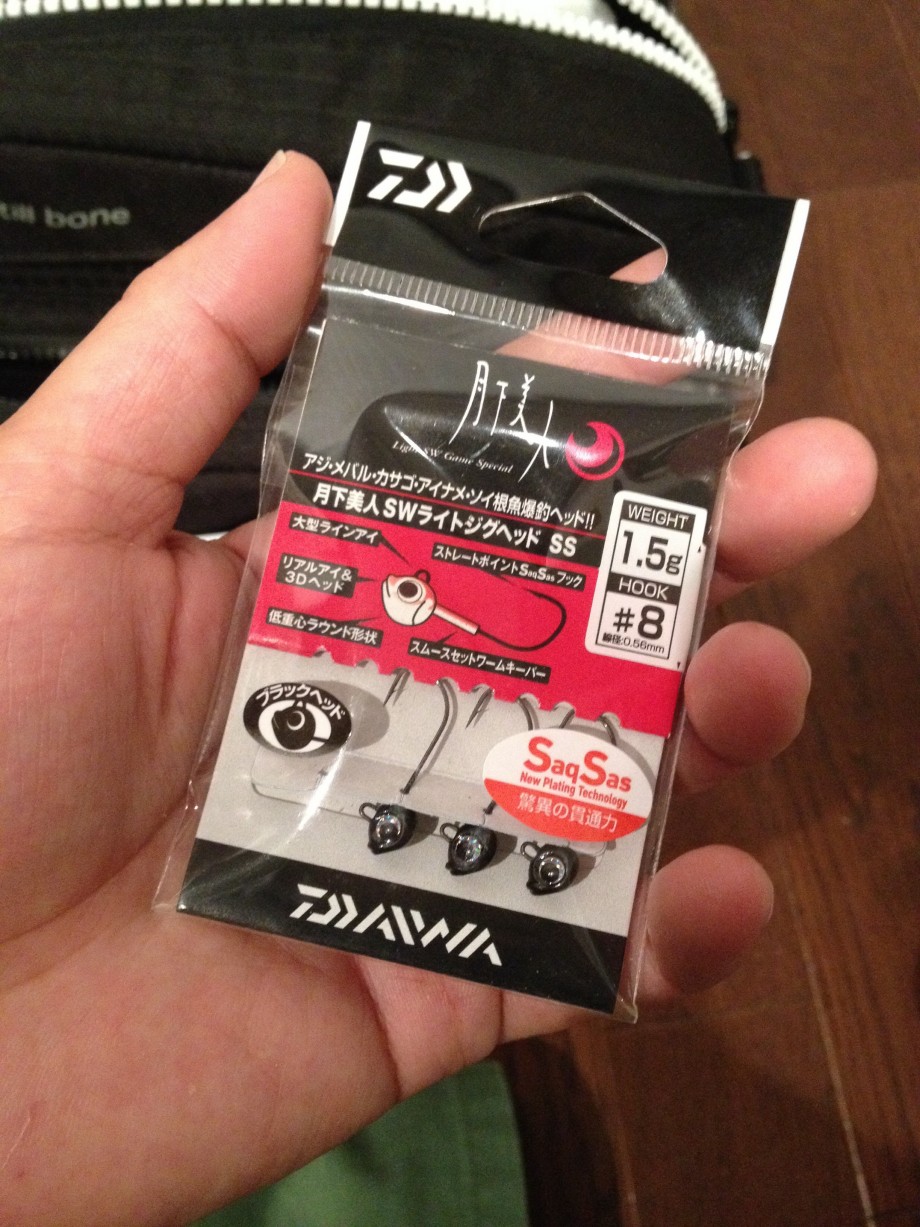 till bone
月下美人
Light SW Game Special
アジ・メバル・カサゴ・アイナメ・ソイ根魚爆釣ヘッド!!
月下美人 SWライトジグヘッド SS
WEIGHT
1.5g
HOOK
#8
線径:0.56mm
大型ラインアイ
ストレートポイントSaqSasフック
リアルアイ&
3Dヘッド
低重心ラウンド形状
スムースセットワームキーパー
ブラックヘッド
SaqSas
New Plating Technology
驚異の貫通力
DAIWA